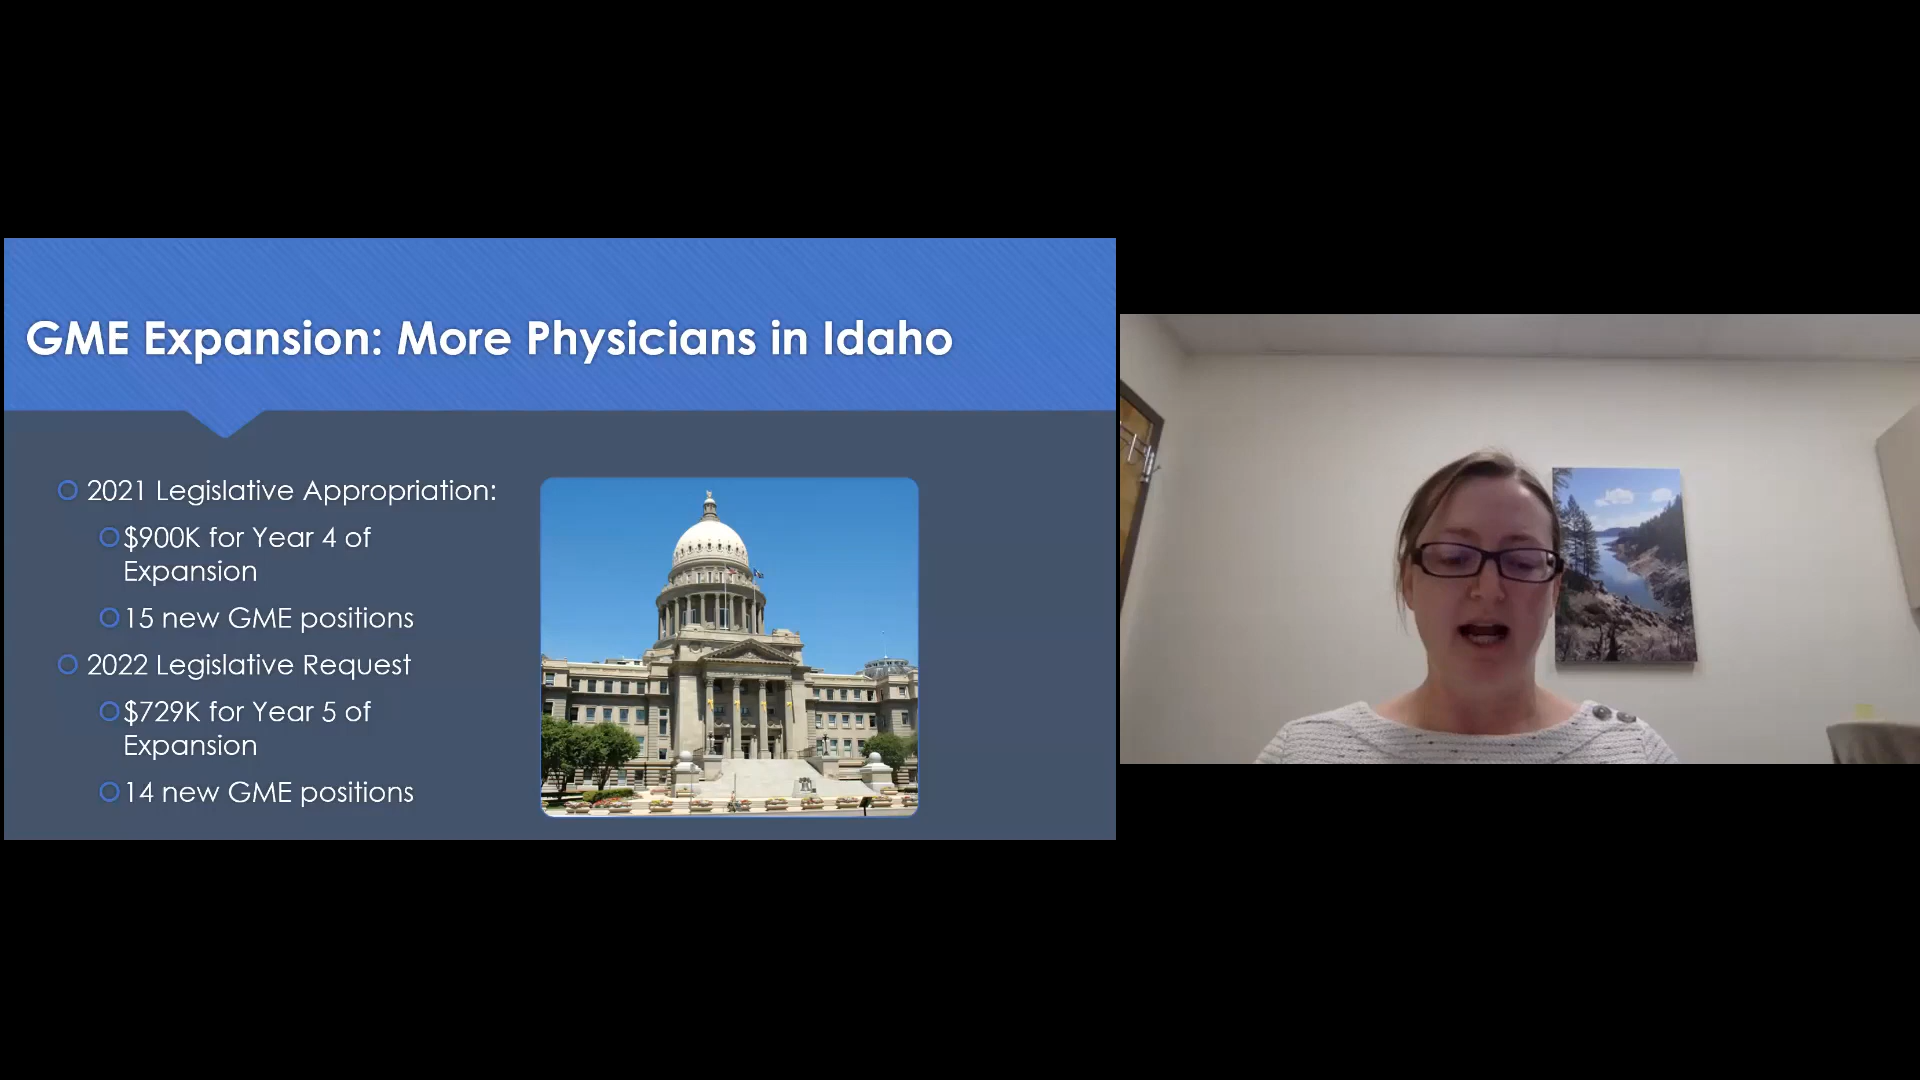 GME Expansion: More Physicians in Idaho
2021 Legislative Appropriation:
$900K for Year 4 of
Expansion
15 new GME positions
2022 Legislative Request
$729K for Year 5 of
Expansion
14 new GME positions